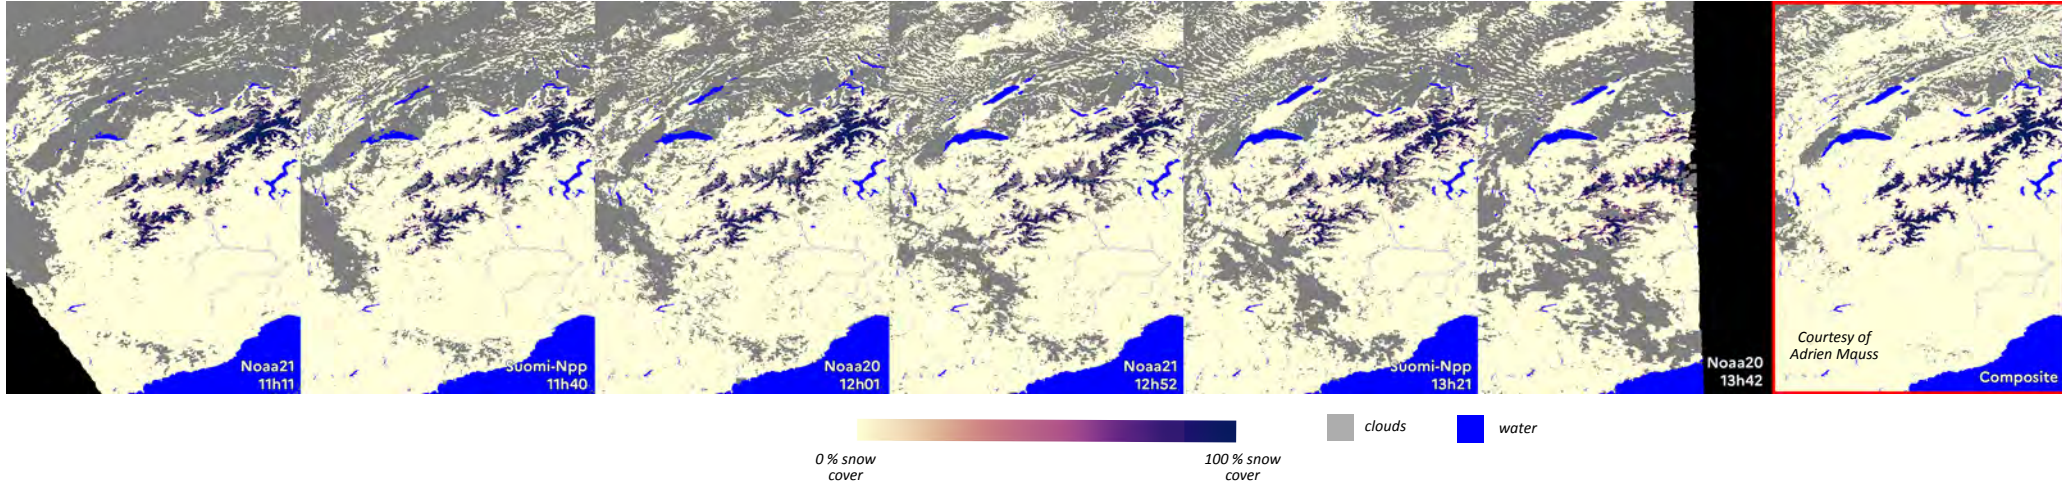 Noaa21
11h11
Suomi-Npp
11h40
Noaa20
12h01
Noaa21
12h52
Suomi-Npp
13h21
Noaa20
13h42
Courtesy of
Adrien Mauss
Composite
0 % snow
cover
100 % snow
cover
clouds
water